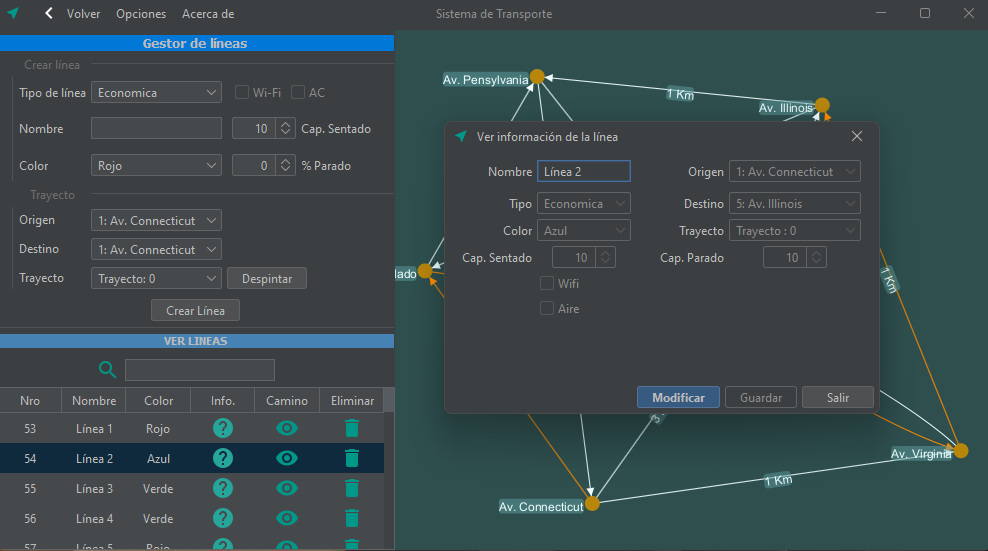 Volver Opciones Acerca de Sistema de Transporte
Gestor de líneas
Crear línea
Tipo de línea Economica Wi-Fi AC
Nombre 10 Cap. Sentado
Color Rojo 0 % Parado
Trayecto
Origen 1: Av. Connecticut
Destino 1: Av. Connecticut
Trayecto Trayecto: 0 Despintar
Crear Línea
VER LINEAS
Nro Nombre Color Info. Camino Eliminar
53 Línea 1 Rojo
54 Línea 2 Azul
55 Línea 3 Verde
56 Línea 4 Verde
57 Línea 5 Rojo
Av. Pensylvania
1 Km
Av. Illinois
Ver información de la línea
Nombre Línea 2 Origen 1: Av. Connecticut
Tipo Economica Destino 5: Av. Illinois
Color Azul Trayecto Trayecto : 0
Cap. Sentado 10 Cap. Parado 10
Wifi
Aire
Modificar Guardar Salir
lado
1 Km
3
Av. Virginia
1 Km
Av. Connecticut